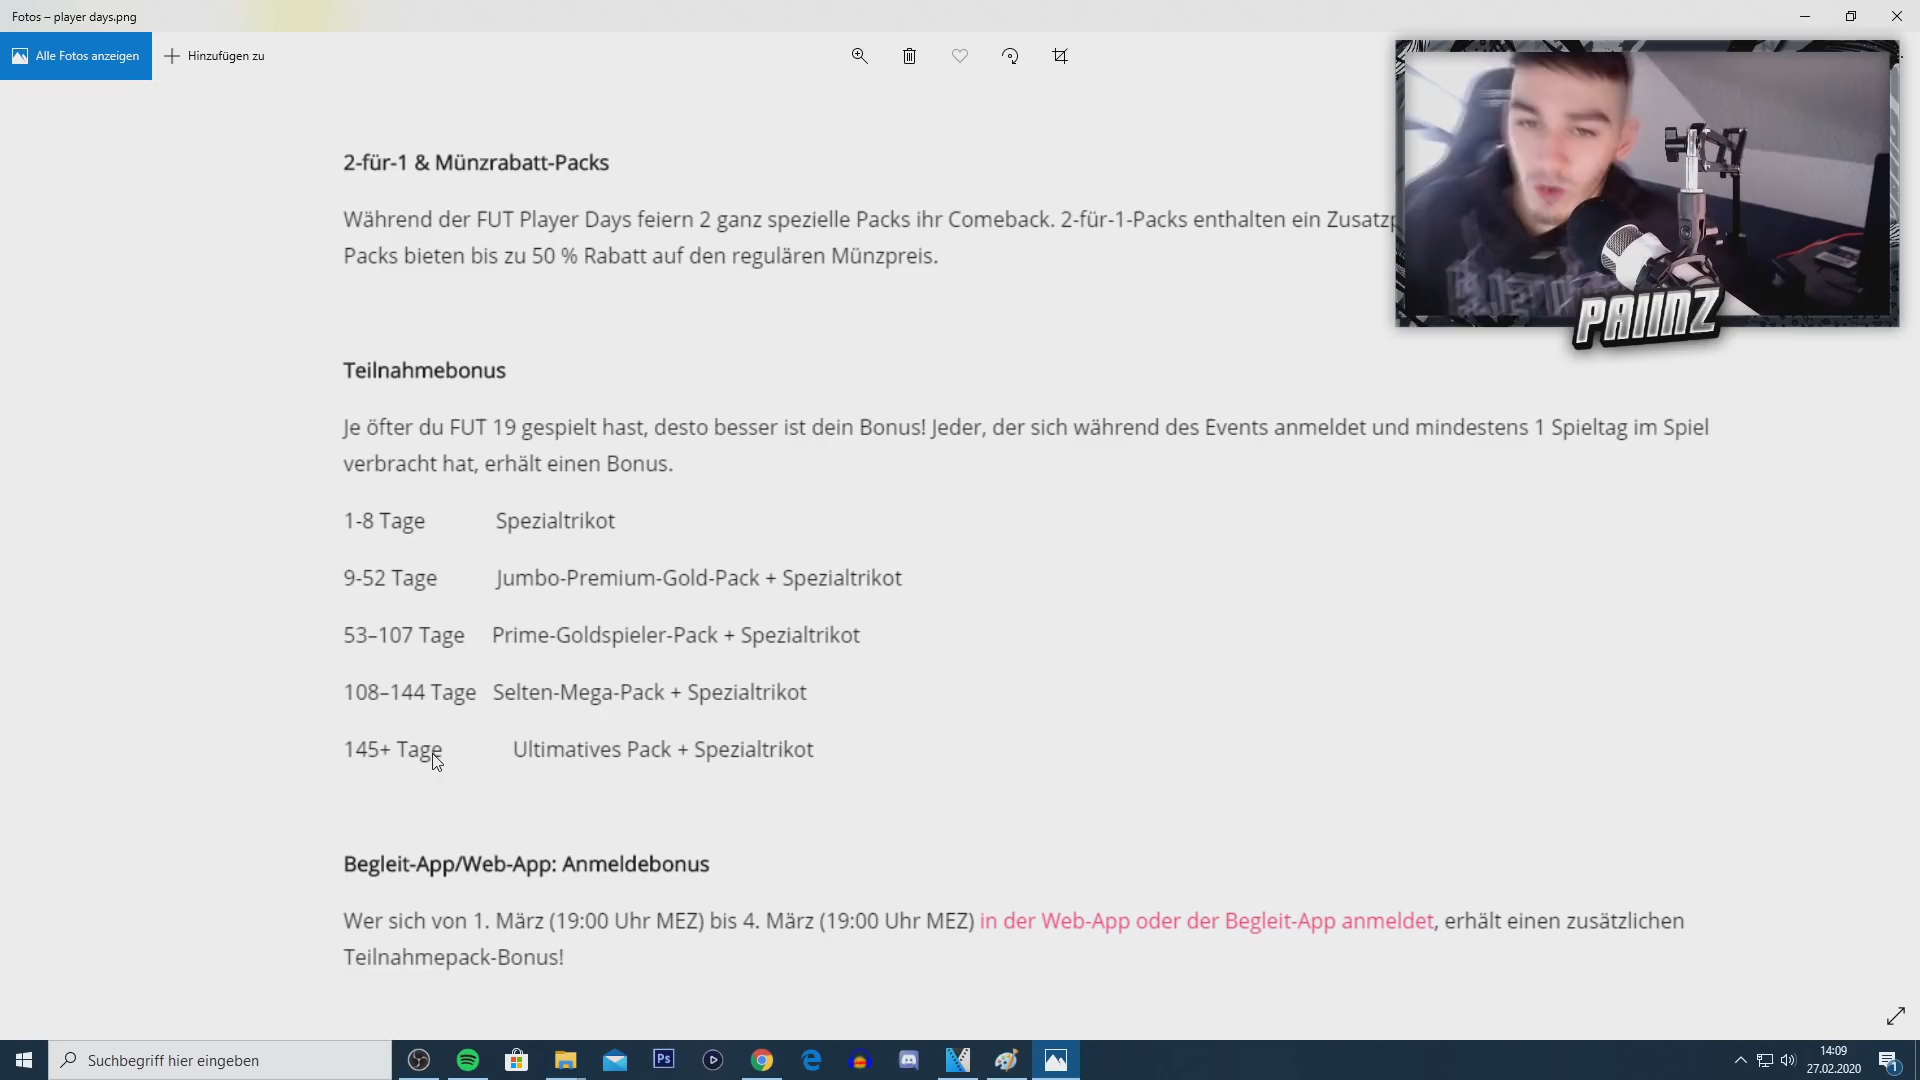 Fotos – player days.png
Alle Fotos anzeigen
Hinzufügen zu
2-für-1 & Münzrabatt-Packs
Während der FUT Player Days feiern 2 ganz spezielle Packs ihr Comeback. 2-für-1-Packs enthalten ein
Packs bieten bis zu 50 % Rabatt auf den regulären Münzpreis.
PAIINZ
Teilnahmebonus
Je öfter du FUT 19 gespielt hast, desto besser ist dein Bonus! Jeder, der sich während des Events anmeldet und mindestens 1 Spieltag im Spiel
verbracht hat, erhält einen Bonus.
1-8 Tage Spezialtrikot
9-52 Tage Jumbo-Premium-Gold-Pack + Spezialtrikot
53–107 Tage Prime-Goldspieler-Pack + Spezialtrikot
108–144 Tage Selten-Mega-Pack + Spezialtrikot
145+ Tage Ultimatives Pack + Spezialtrikot
Begleit-App/Web-App: Anmeldebonus
Wer sich von 1. März (19:00 Uhr MEZ) bis 4. März (19:00 Uhr MEZ) in der Web-App oder der Begleit-App anmeldet, erhält einen zusätzlichen
Teilnahmepack-Bonus!
Suchbegriff hier eingeben
Ps
14:09
27.02.2020
1